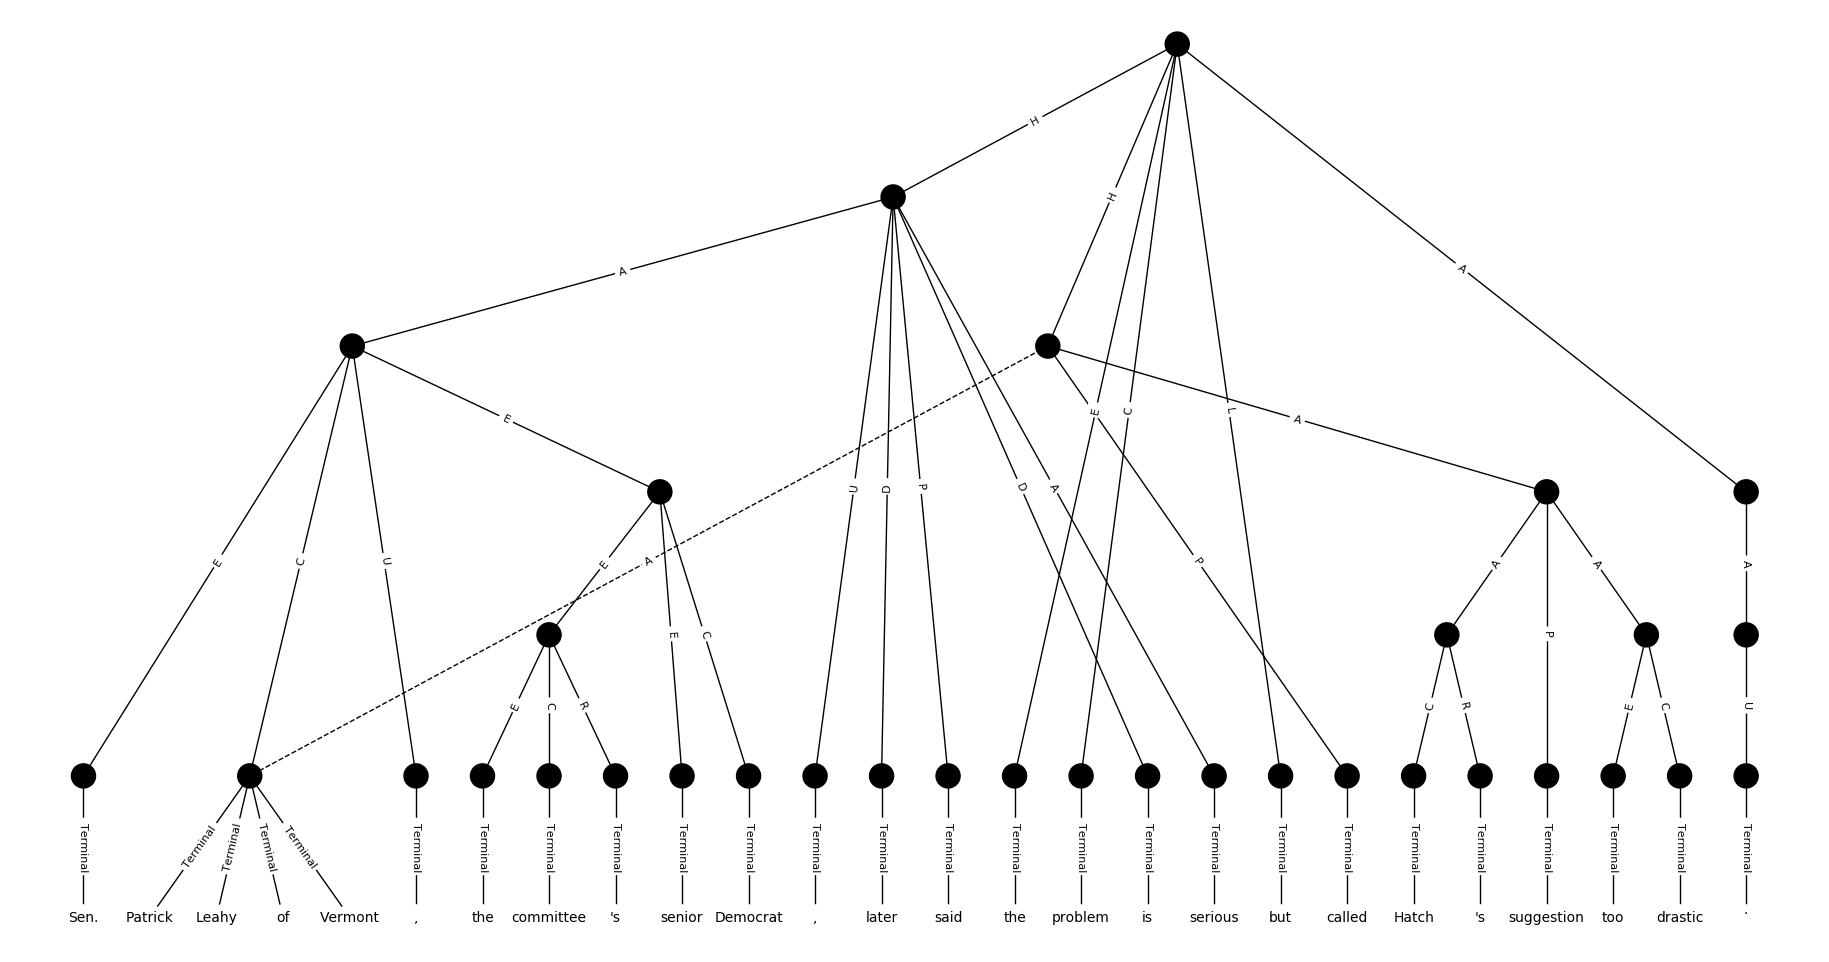 H
H
A
A
E
C
L
A
E
C
U
E
U
D
P
D
A
P
A
E
E
C
A
P
A
A
E
C
R
C
R
E
C
U
Terminal Terminal Terminal Terminal Terminal Terminal Terminal Terminal Terminal Terminal Terminal Terminal Terminal Terminal Terminal Terminal Terminal Terminal Terminal Terminal Terminal Terminal Terminal Terminal Terminal Terminal
Sen. Patrick Leahy of Vermont , the committee 's senior Democrat , later said the problem is serious but called Hatch 's suggestion too drastic .